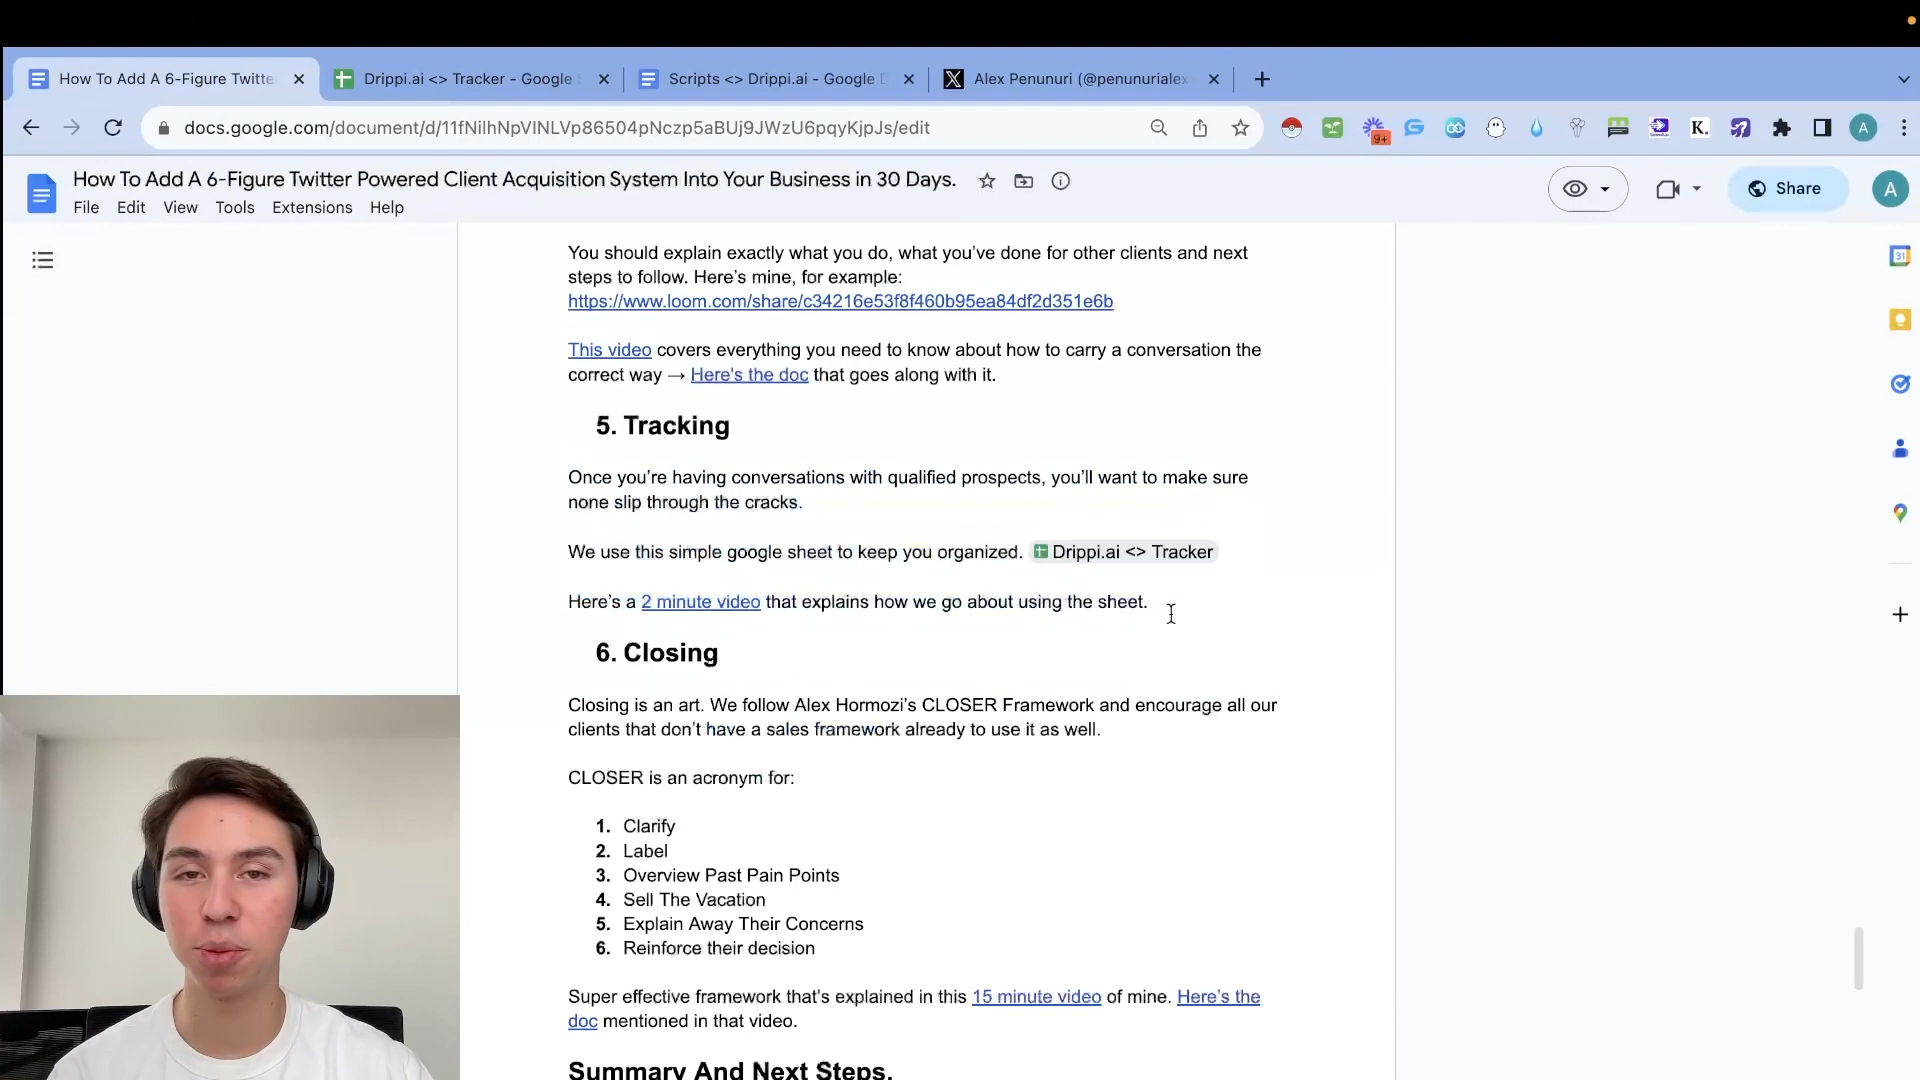 How To Add A 6-Figure Twitte
Drippi.ai <> Tracker - Google
Scripts <> Drippi.ai - Google
Alex Penunuri (@penunurialex
docs.google.com/document/d/11fNilhNpVINLVp86504pNczp5aBUj9JWzU6pqyKjpJs/edit
9+
K.
A
How To Add A 6-Figure Twitter Powered Client Acquisition System Into Your Business in 30 Days.
File Edit View Tools Extensions Help
Share
A
31
You should explain exactly what you do, what you've done for other clients and next
steps to follow. Here's mine, for example:
https://www.loom.com/share/c34216e53f8f460b95ea84df2d351e6b
This video covers everything you need to know about how to carry a conversation the
correct way → Here's the doc that goes along with it.
5. Tracking
Once you're having conversations with qualified prospects, you'll want to make sure
none slip through the cracks.
We use this simple google sheet to keep you organized. Drippi.ai <> Tracker
Here's a 2 minute video that explains how we go about using the sheet.
6. Closing
Closing is an art. We follow Alex Hormozi's CLOSER Framework and encourage all our
clients that don't have a sales framework already to use it as well.
CLOSER is an acronym for:
1. Clarify
2. Label
3. Overview Past Pain Points
4. Sell The Vacation
5. Explain Away Their Concerns
6. Reinforce their decision
Super effective framework that's explained in this 15 minute video of mine. Here's the
doc mentioned in that video.
Summary And Next Steps.